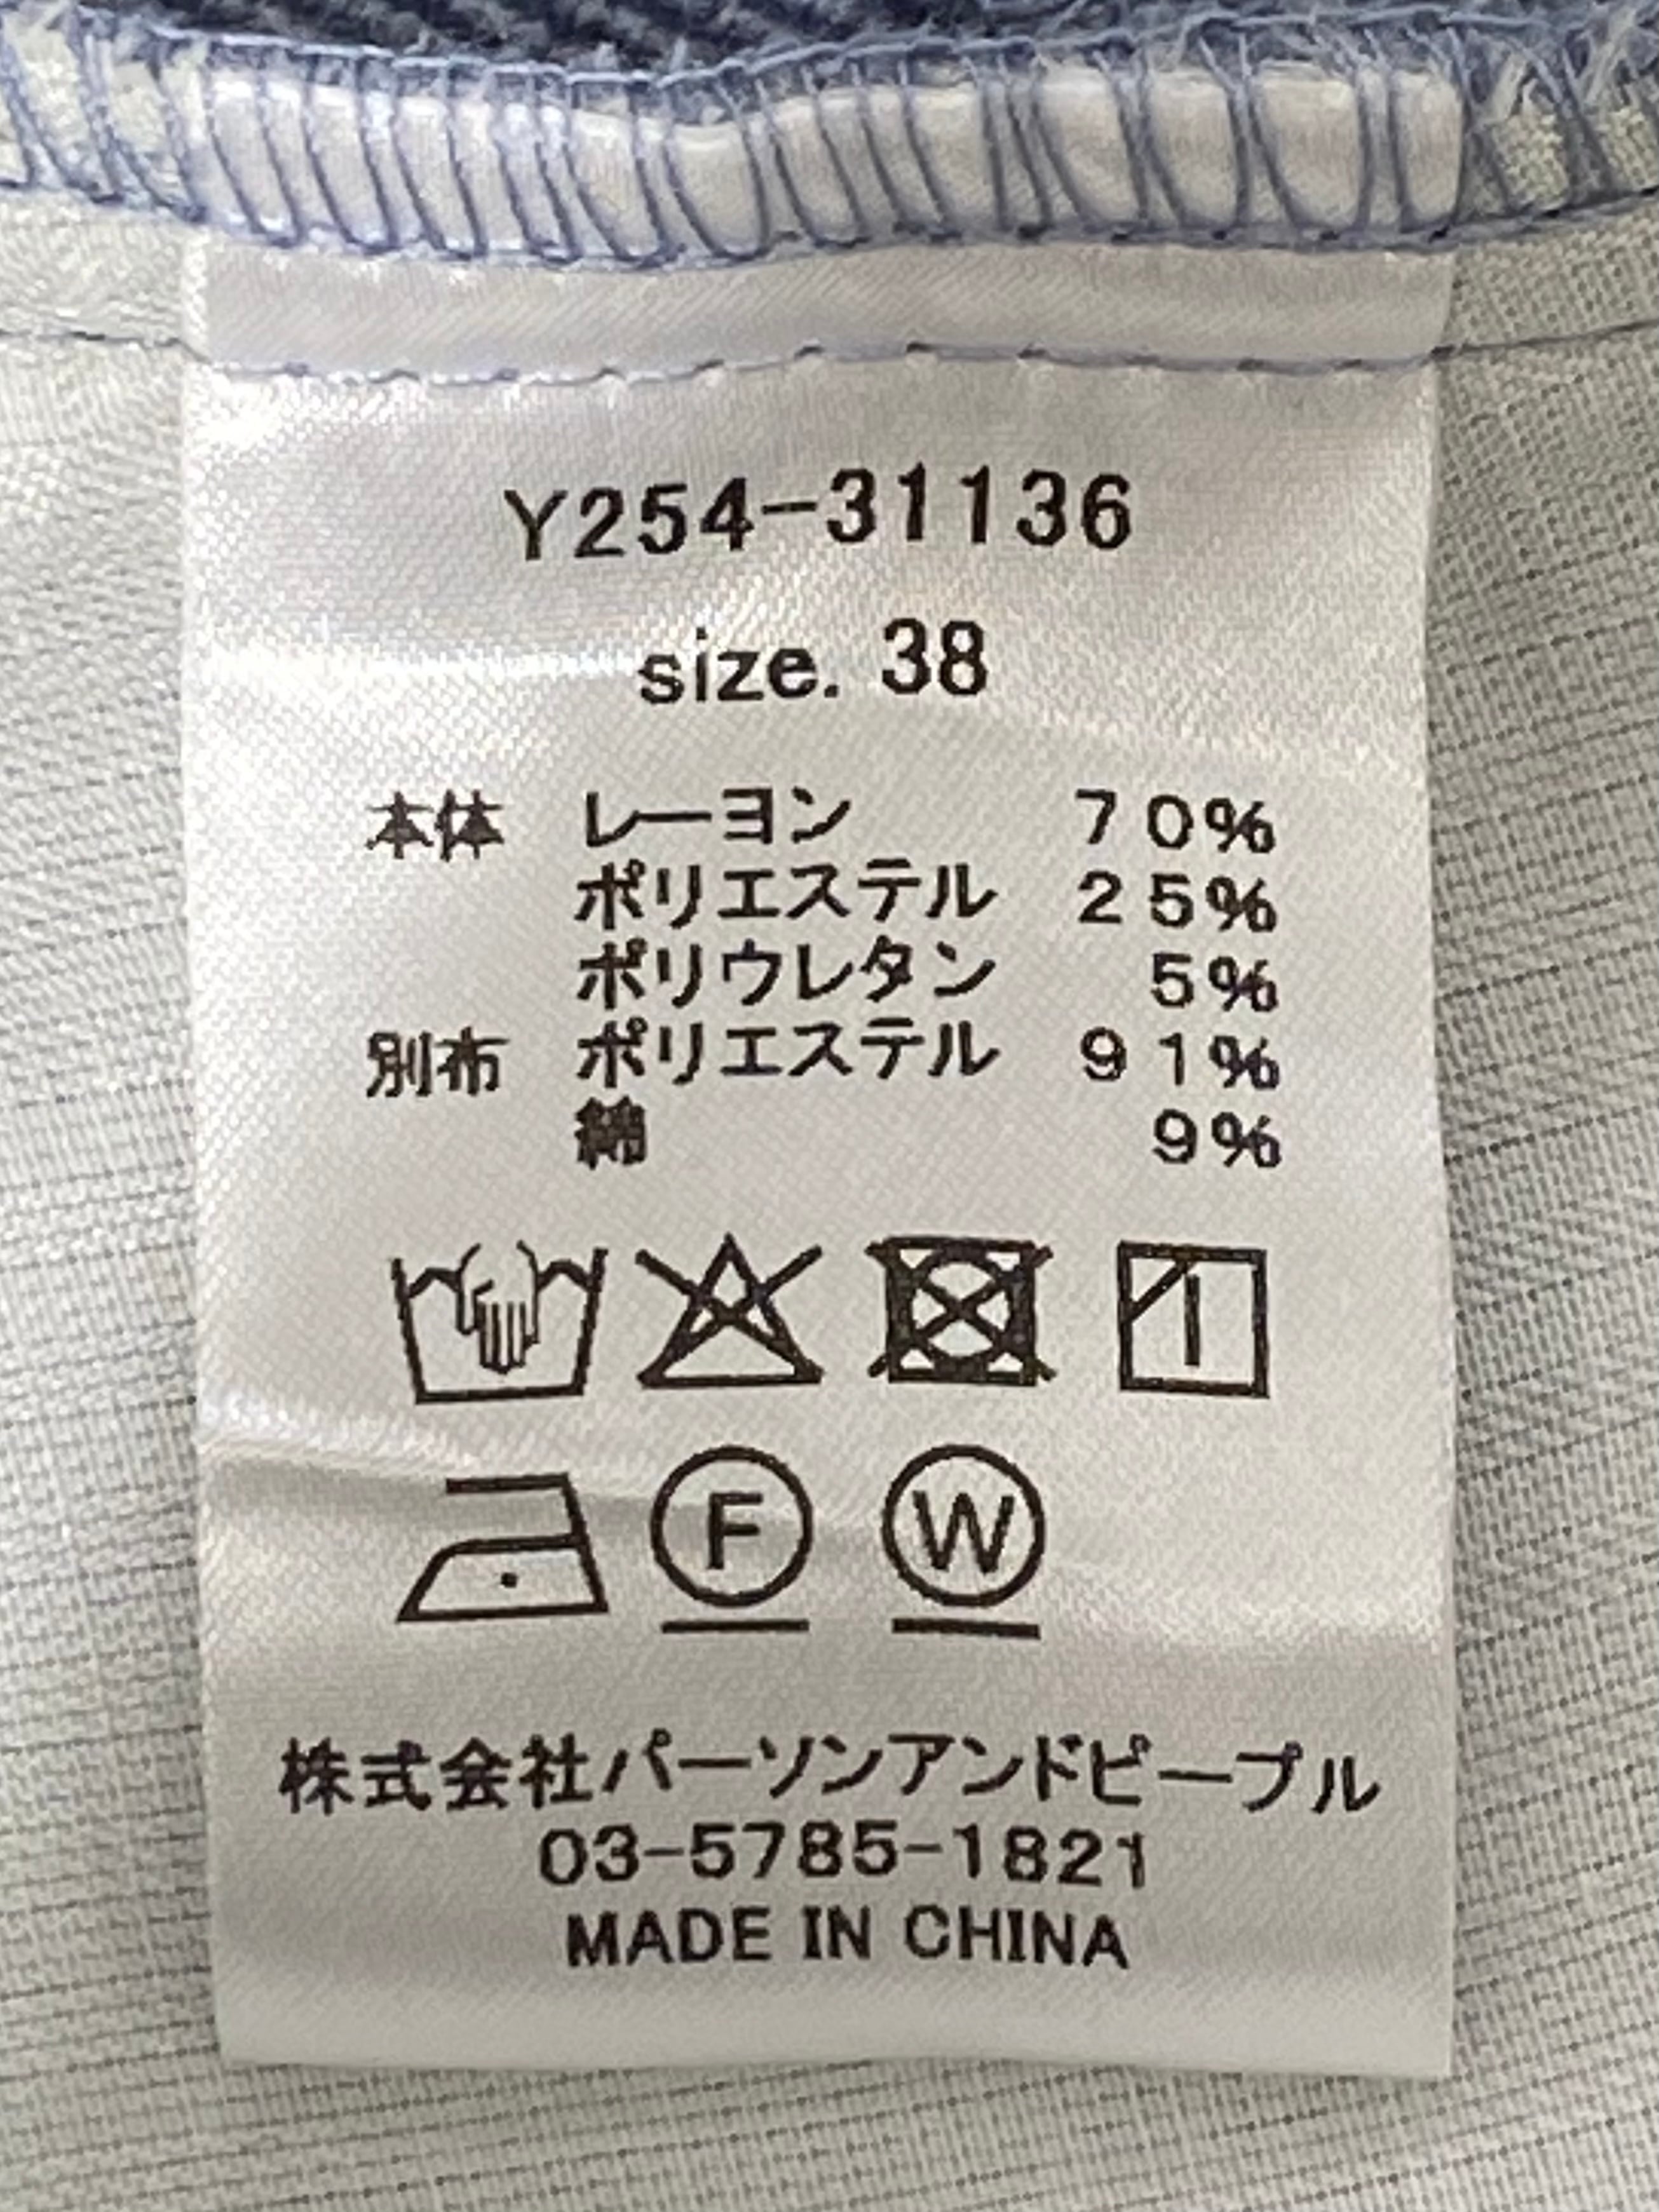 Y254-31136
size. 38
本体 レーヨン 70%
ポリエステル 25%
ポリウレタン 5%
別布 ポリエステル 91%
綿 9%
F W
株式会社パーソンアンドピープル
03-5785-1821
MADE IN CHINA